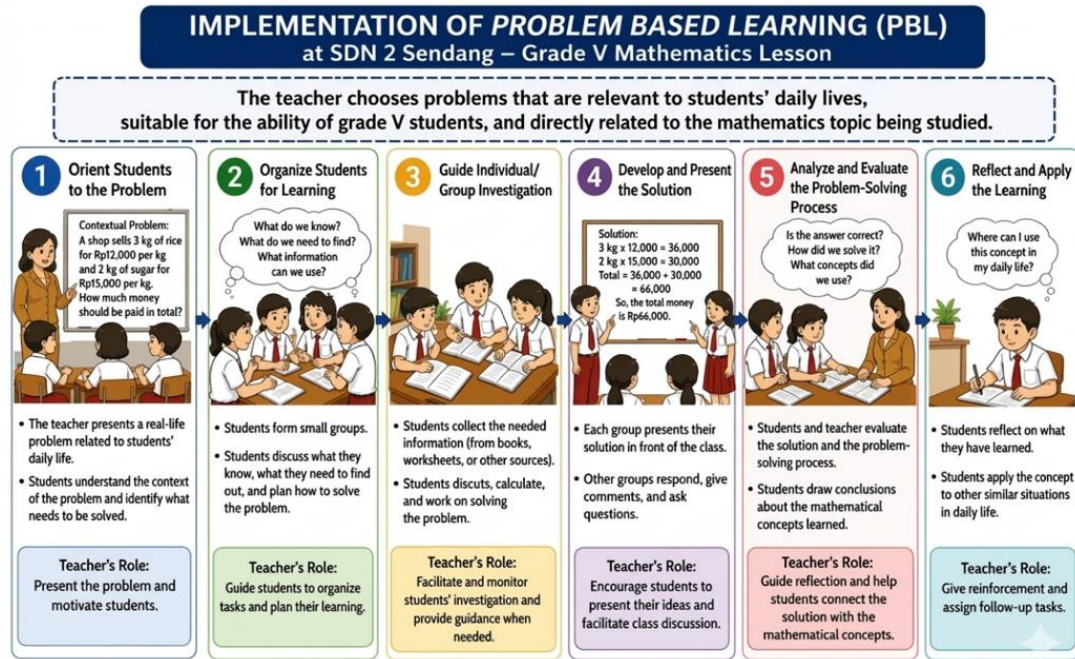 IMPLEMENTATION OF PROBLEM BASED LEARNING (PBL)
at SDN 2 Sendang – Grade V Mathematics Lesson
The teacher chooses problems that are relevant to students' daily lives,
suitable for the ability of grade V students, and directly related to the mathematics topic being studied.
1
Orient Students
to the Problem
Contextual Problem:
A shop sells 3 kg of rice
for Rp12,000 per kg
and 2 kg of sugar for
Rp15,000 per kg.
How much money
should be paid in total?
• The teacher presents a real-life
problem related to students'
daily life.
• Students understand the context
of the problem and identify what
needs to be solved.
Teacher's Role:
Present the problem and
motivate students.
2
Organize Students
for Learning
What do we know?
What do we need to find?
What information
can we use?
• Students form small groups.
• Students discuss what they
know, what they need to find
out, and plan how to solve
the problem.
Teacher's Role:
Guide students to organize
tasks and plan their learning.
3
Guide Individual/
Group Investigation
• Students collect the needed
information (from books,
worksheets, or other sources).
• Students discuts, calculate,
and work on solving
the problem.
Teacher's Role:
Facilitate and monitor
students' investigation and
provide guidance when
needed.
4
Develop and Present
the Solution
Solution:
3 kg x 12,000 = 36,000
2 kg x 15,000 = 30,000
Total = 36,000 + 30,000
= 66,000
So, the total money
is Rp66,000.
• Each group presents their
solution in front of the class.
• Other groups respond, give
comments, and ask
questions.
Teacher's Role:
Encourage students to
present their ideas and
facilitate class discussion.
5
Analyze and Evaluate
the Problem-Solving
Process
Is the answer correct?
How did we solve it?
What concepts did
we use?
• Students and teacher evaluate
the solution and the problem-
solving process.
• Students draw conclusions
about the mathematical
concepts learned.
Teacher's Role:
Guide reflection and help
students connect the
solution with the
mathematical concepts.
6
Reflect and Apply
the Learning
Where can I use
this concept in
my daily life?
• Students reflect on what
they have learned.
• Students apply the concept
to other similar situations
in daily life.
Teacher's Role:
Give reinforcement and
assign follow-up tasks.